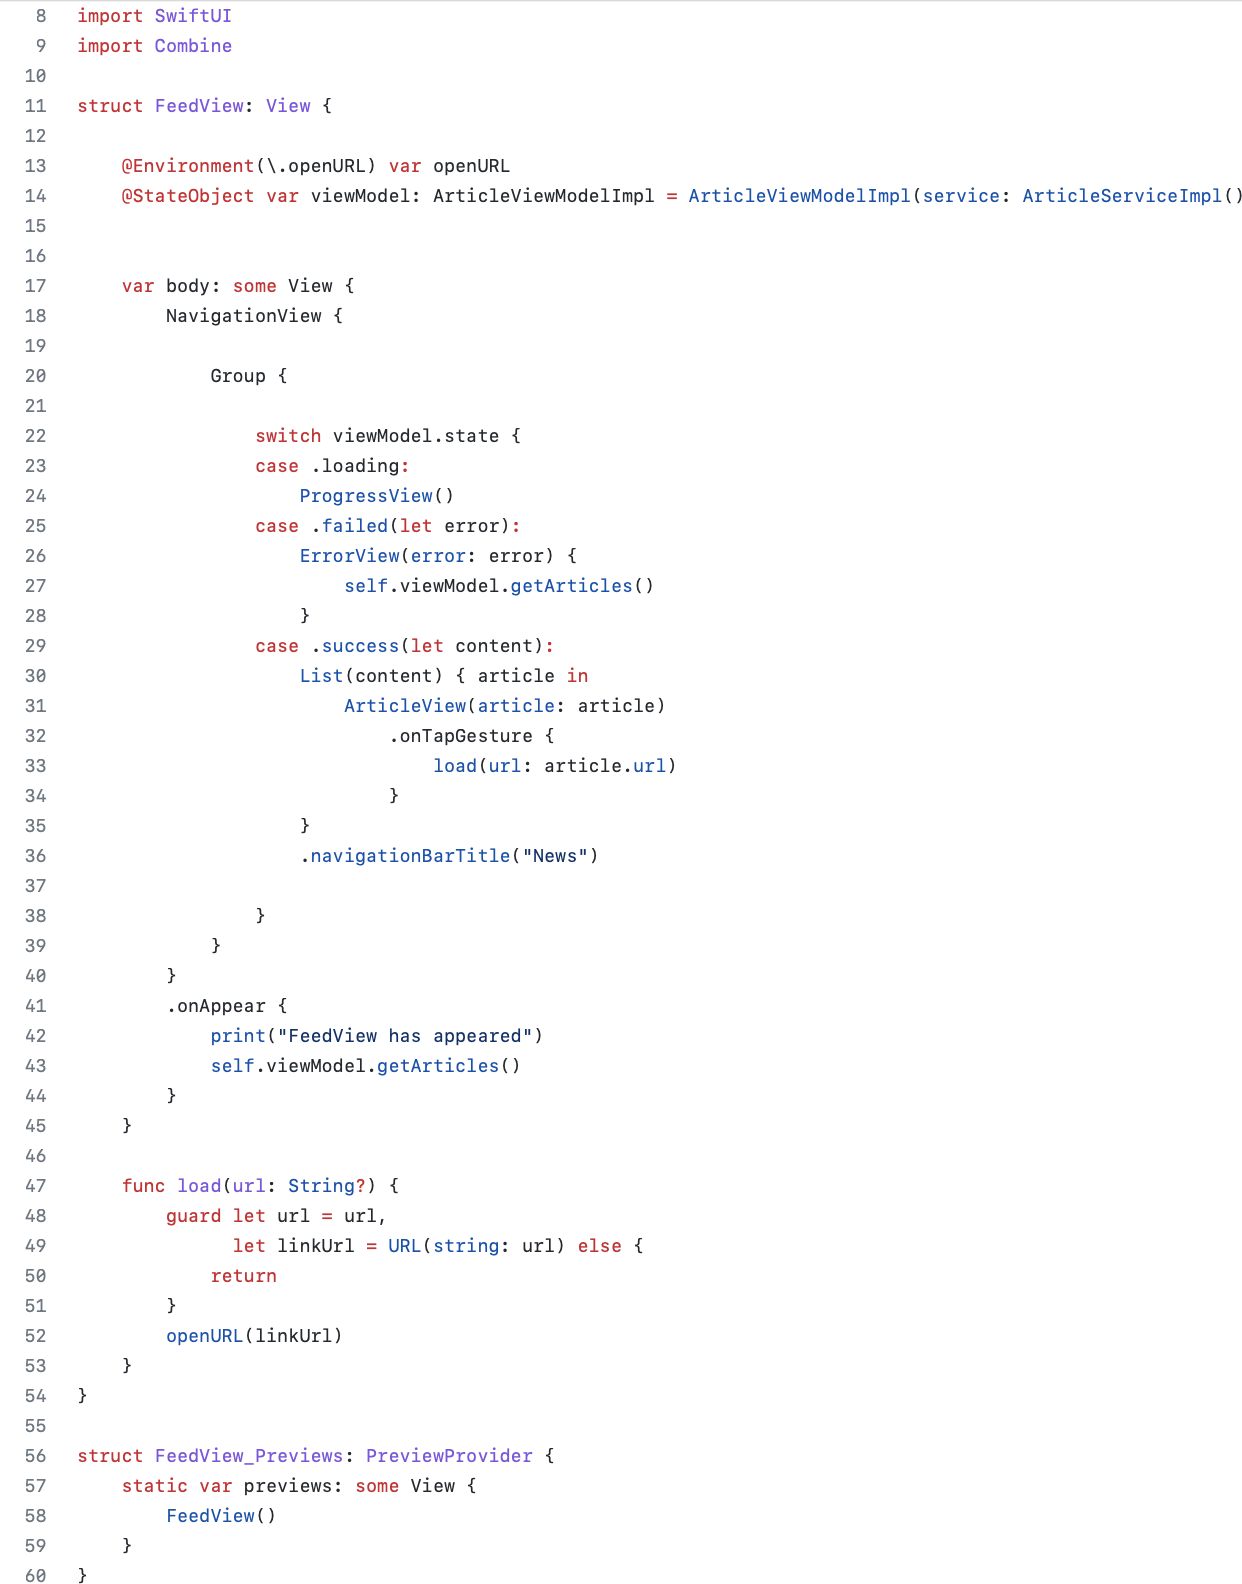 8 import SwiftUI
9 import Combine
10
11 struct FeedView: View {
12
13     @Environment(\.openURL) var openURL
14     @StateObject var viewModel: ArticleViewModelImpl = ArticleViewModelImpl(service: ArticleServiceImpl()
15
16
17     var body: some View {
18         NavigationView {
19
20             Group {
21
22                 switch viewModel.state {
23                 case .loading:
24                     ProgressView()
25                 case .failed(let error):
26                     ErrorView(error: error) {
27                         self.viewModel.getArticles()
28                     }
29                 case .success(let content):
30                     List(content) { article in
31                         ArticleView(article: article)
32                             .onTapGesture {
33                                 load(url: article.url)
34                             }
35                     }
36                     .navigationBarTitle("News")
37
38                 }
39             }
40         }
41         .onAppear {
42             print("FeedView has appeared")
43             self.viewModel.getArticles()
44         }
45     }
46
47     func load(url: String?) {
48         guard let url = url,
49               let linkUrl = URL(string: url) else {
50             return
51         }
52         openURL(linkUrl)
53     }
54 }
55
56 struct FeedView_Previews: PreviewProvider {
57     static var previews: some View {
58         FeedView()
59     }
60 }